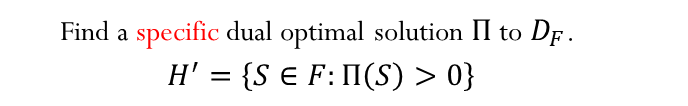 Find a specific dual optimal solution Π to D_F.
H′ = {S ∈ F: Π(S) > 0}